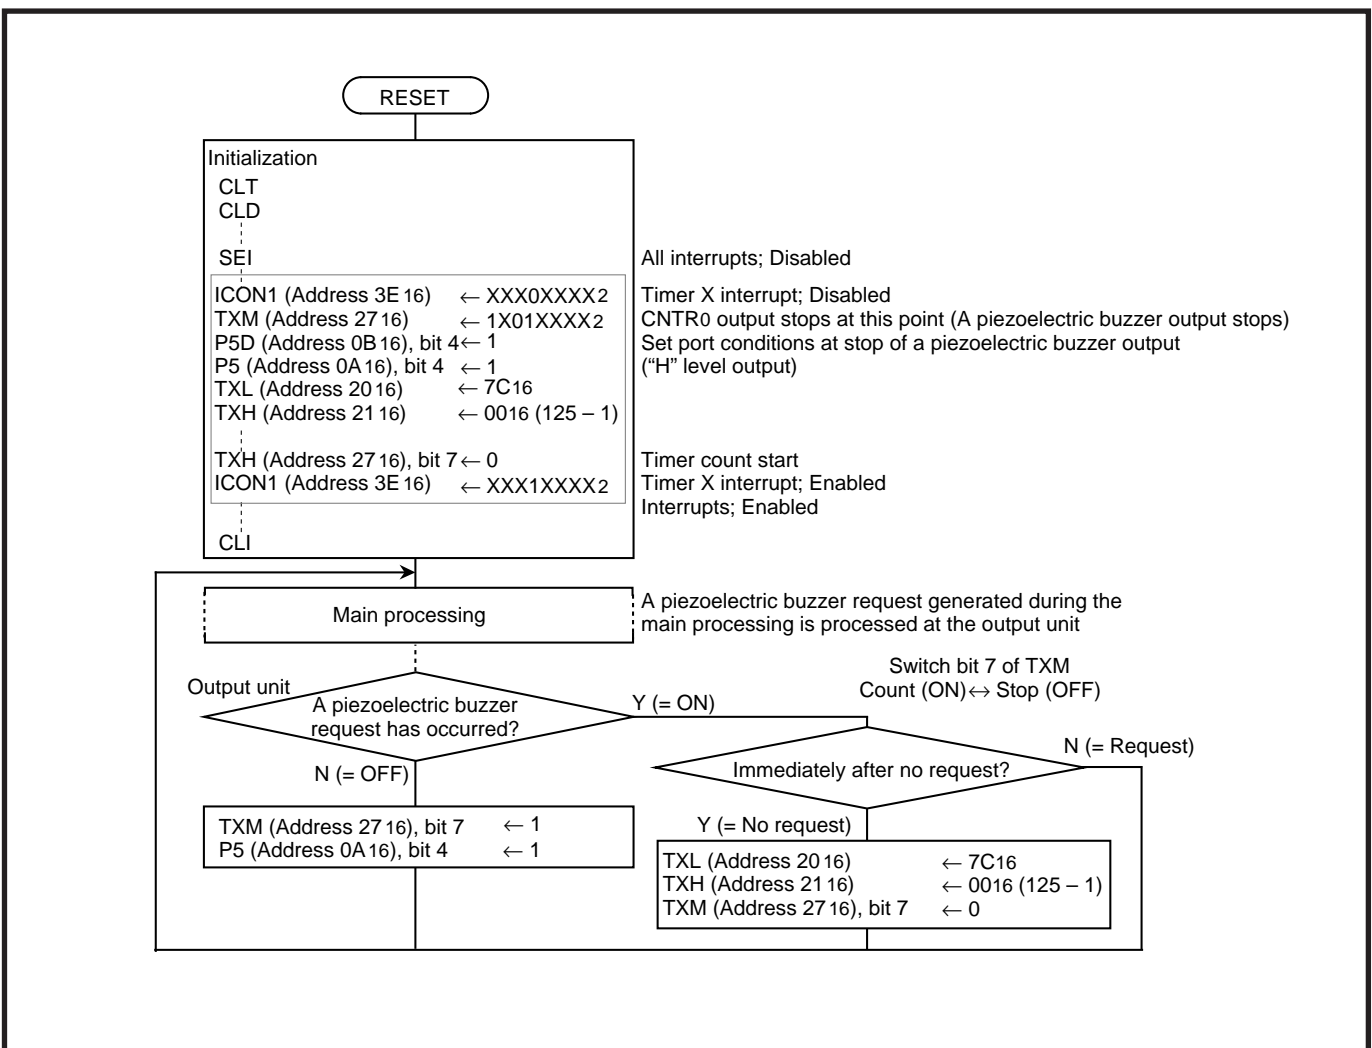 RESET
Initialization
CLT
CLD
SEI All interrupts; Disabled
ICON1 (Address 3E16) ← XXX0XXXX2 Timer X interrupt; Disabled
TXM (Address 2716) ← 1X01XXXX2 CNTR0 output stops at this point (A piezoelectric buzzer output stops)
P5D (Address 0B16), bit 4 ← 1 Set port conditions at stop of a piezoelectric buzzer output
P5 (Address 0A16), bit 4 ← 1 (“H” level output)
TXL (Address 2016) ← 7C16
TXH (Address 2116) ← 0016 (125 – 1)
TXH (Address 2716), bit 7 ← 0 Timer count start
ICON1 (Address 3E16) ← XXX1XXXX2 Timer X interrupt; Enabled
Interrupts; Enabled
CLI
Main processing
A piezoelectric buzzer request generated during the
main processing is processed at the output unit
Switch bit 7 of TXM
Count (ON) ↔ Stop (OFF)
Output unit
A piezoelectric buzzer
request has occurred?
Y (= ON)
N (= OFF)
Immediately after no request?
N (= Request)
Y (= No request)
TXM (Address 2716), bit 7 ← 1
P5 (Address 0A16), bit 4 ← 1
TXL (Address 2016) ← 7C16
TXH (Address 2116) ← 0016 (125 – 1)
TXM (Address 2716), bit 7 ← 0